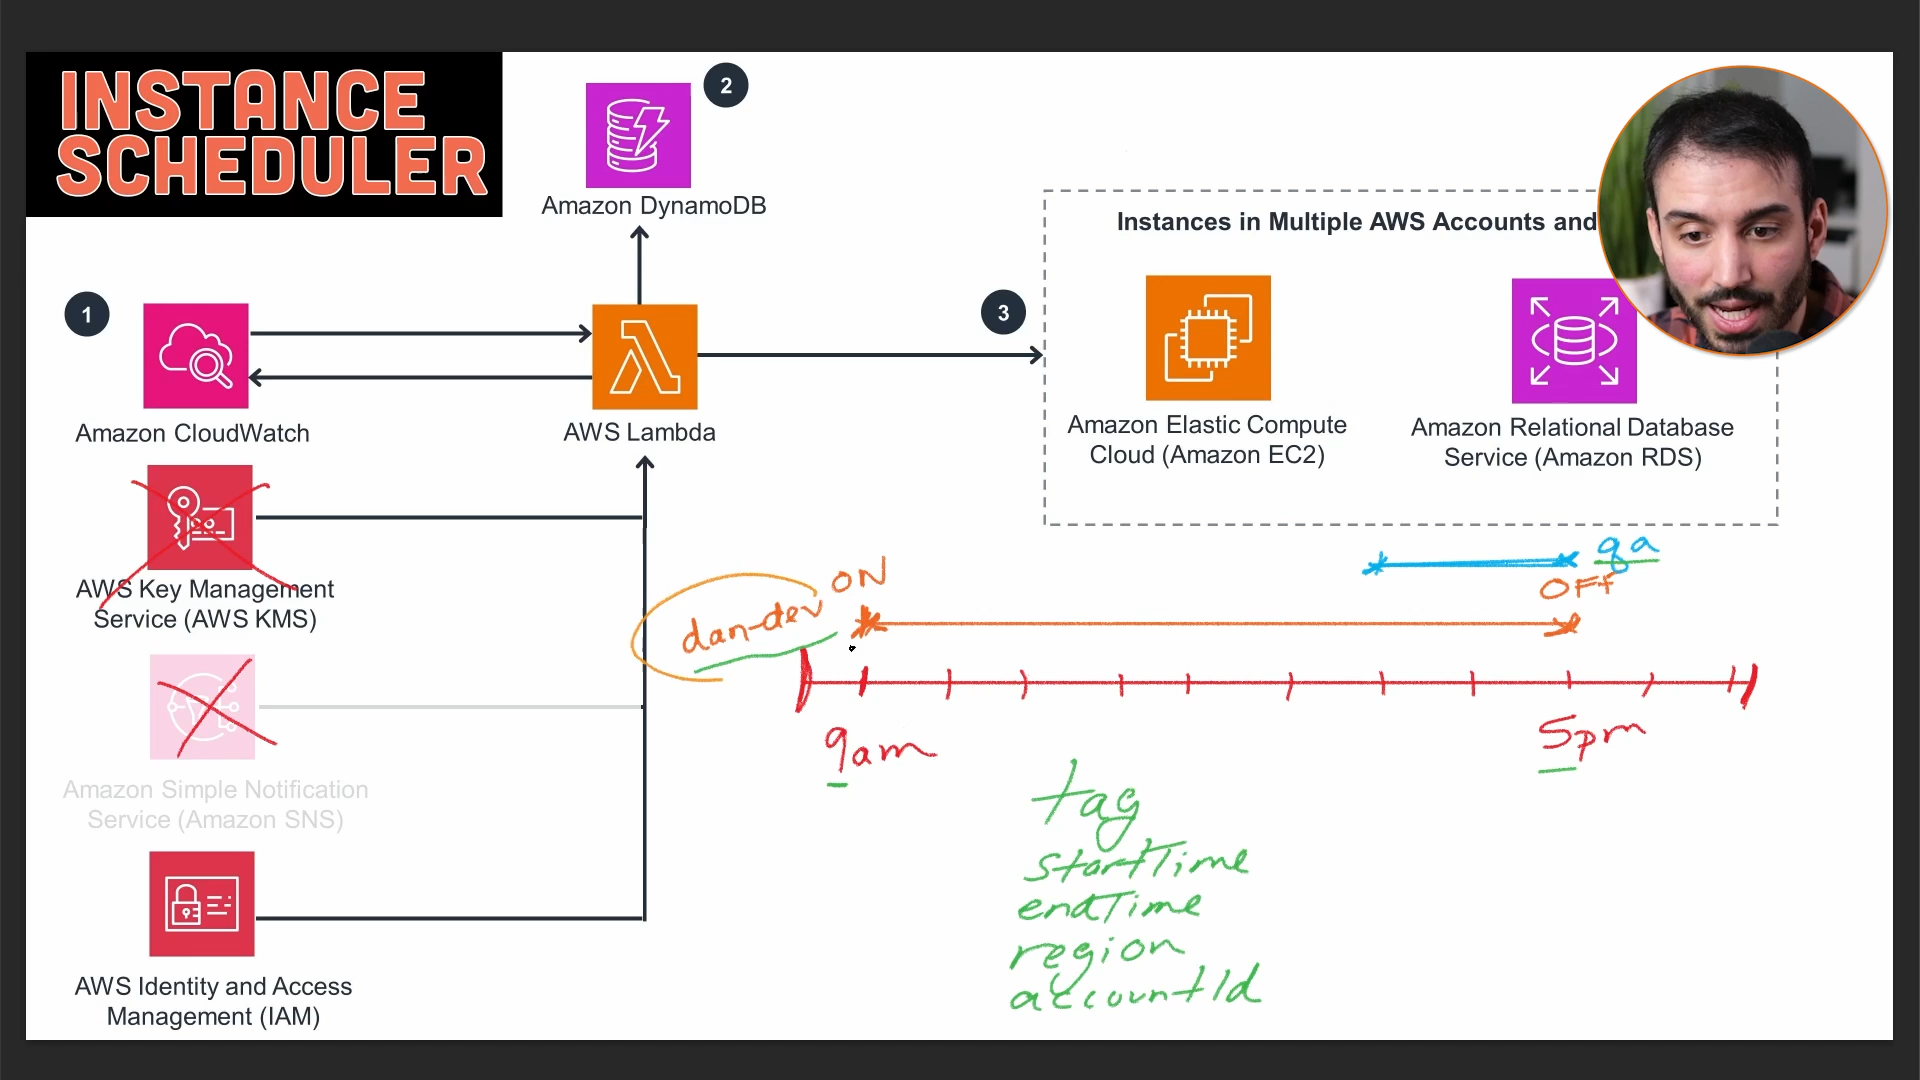 INSTANCE
SCHEDULER
2
Amazon DynamoDB
Instances in Multiple AWS Accounts and
1
3
Amazon CloudWatch
AWS Lambda
Amazon Elastic Compute
Cloud (Amazon EC2)
Amazon Relational Database
Service (Amazon RDS)
AWS Key Management
Service (AWS KMS)
qa
ON
OFF
dan-dev
9am
5pm
Amazon Simple Notification
Service (Amazon SNS)
tag
startTime
endTime
region
accountId
AWS Identity and Access
Management (IAM)